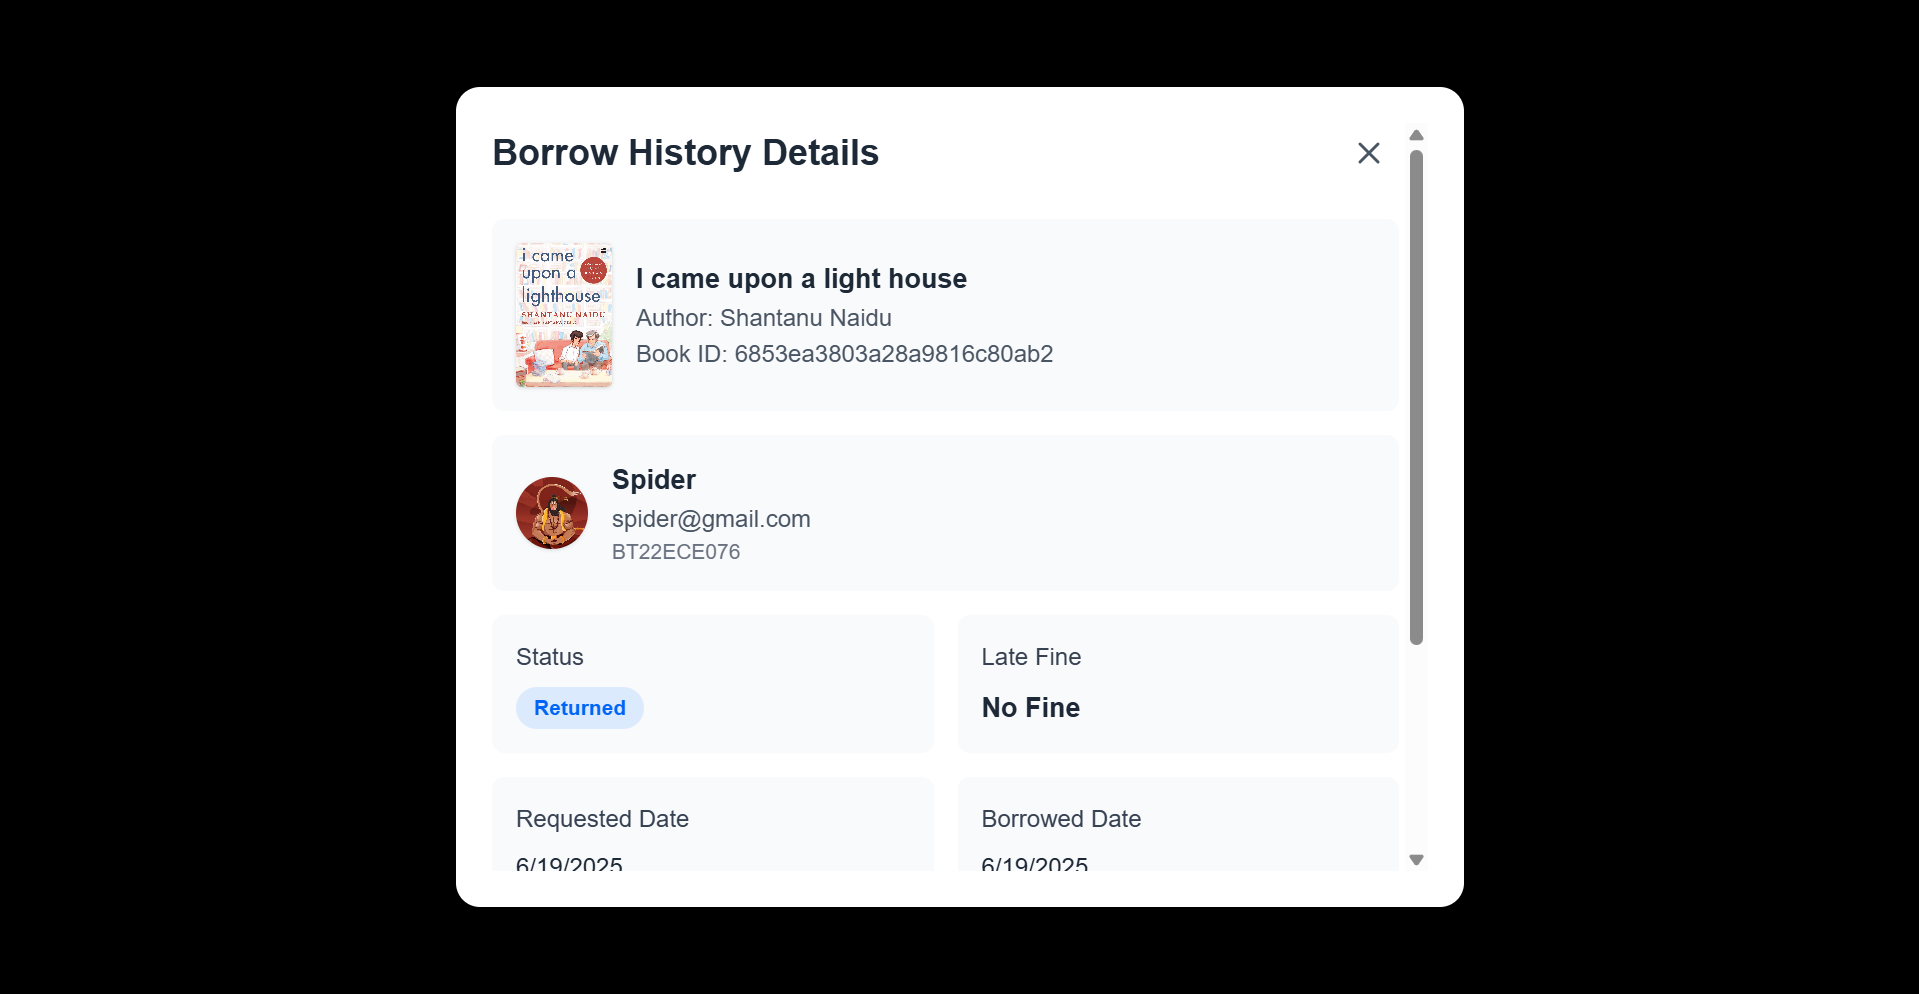 Borrow History Details
i came
upon a
lighthouse
SHANTANU NAIDU
I came upon a light house
Author: Shantanu Naidu
Book ID: 6853ea3803a28a9816c80ab2
Spider
spider@gmail.com
BT22ECE076
Status
Late Fine
Returned
No Fine
Requested Date
Borrowed Date
6/19/2025
6/19/2025